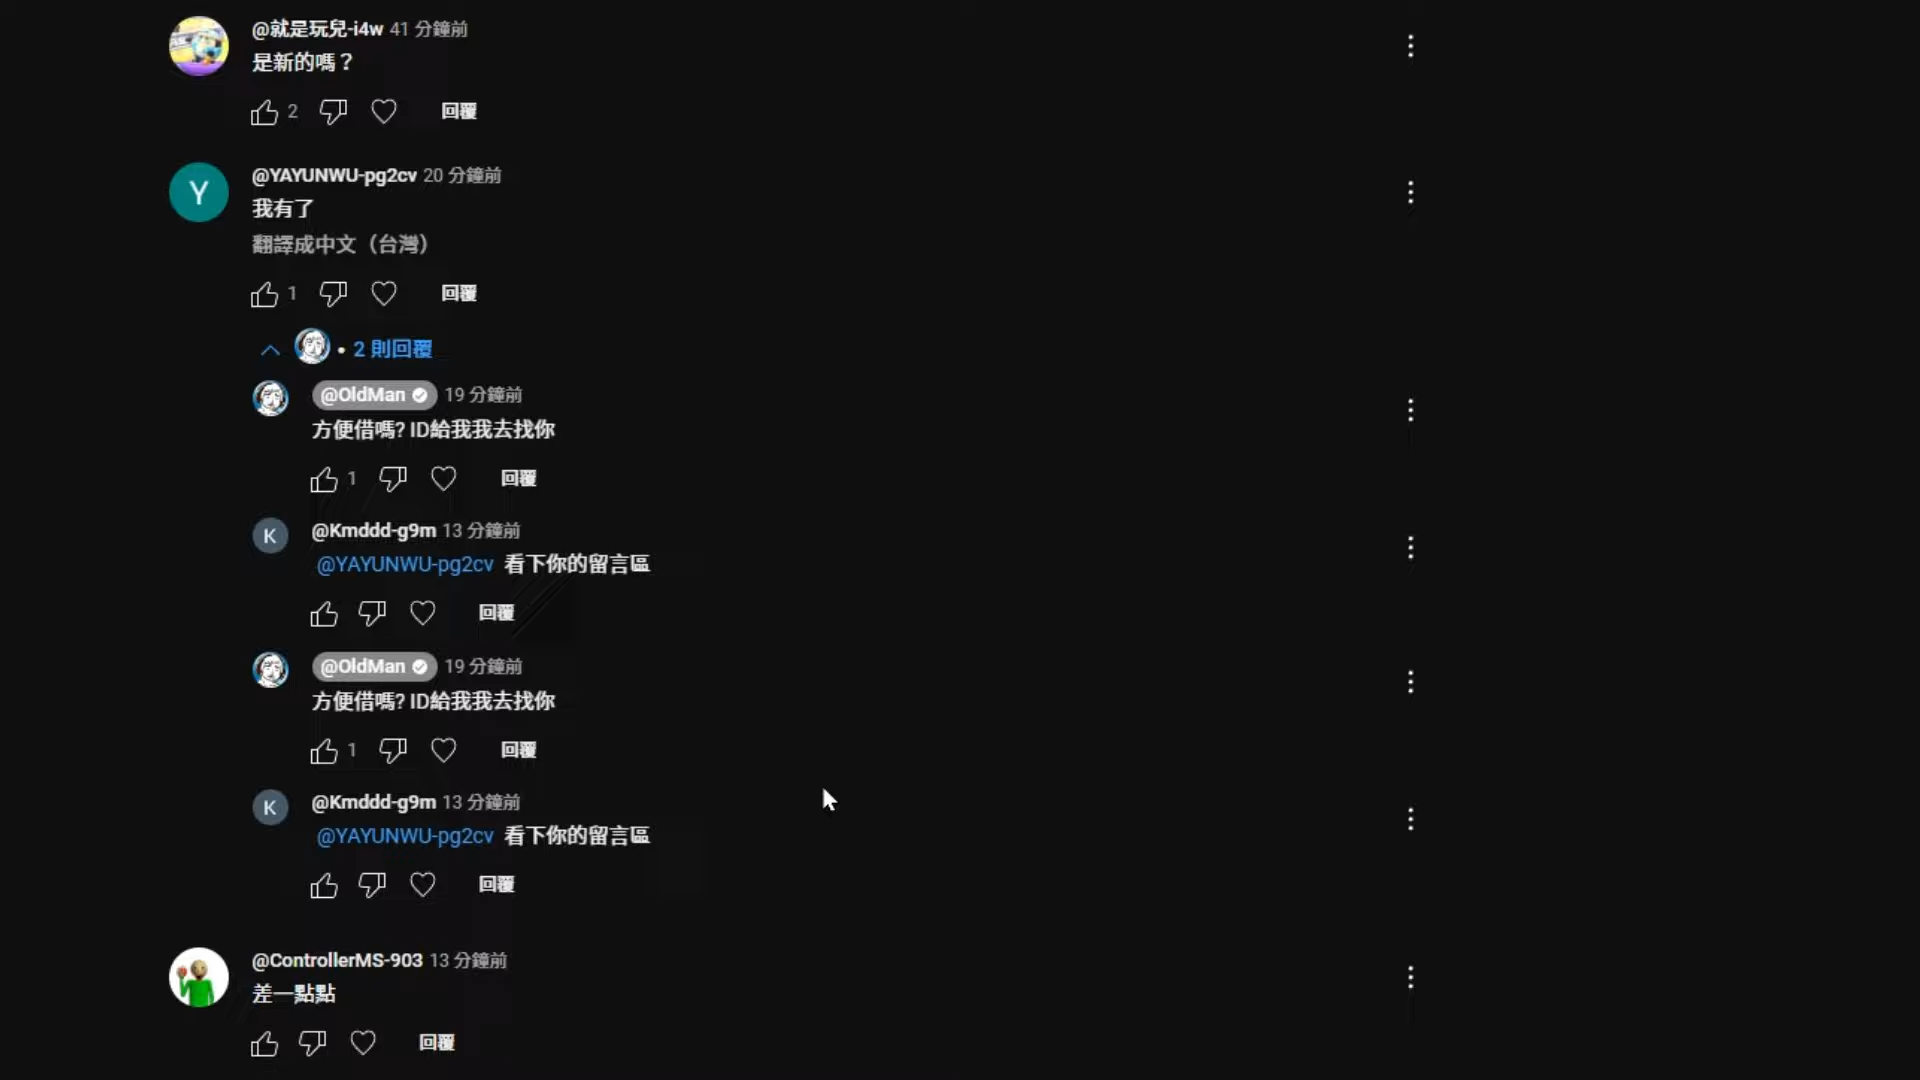 @就是玩兒-i4w 41 分鐘前
是新的嗎？
2 回覆
Y
@YAYUNWU-pg2cv 20 分鐘前
我有了
翻譯成中文（台灣）
1 回覆
• 2 則回覆
@OldMan 19 分鐘前
方便借嗎? ID給我我去找你
1 回覆
K
@Kmddd-g9m 13 分鐘前
@YAYUNWU-pg2cv 看下你的留言區
回覆
@OldMan 19 分鐘前
方便借嗎? ID給我我去找你
1 回覆
K
@Kmddd-g9m 13 分鐘前
@YAYUNWU-pg2cv 看下你的留言區
回覆
@ControllerMS-903 13 分鐘前
差一點點
回覆